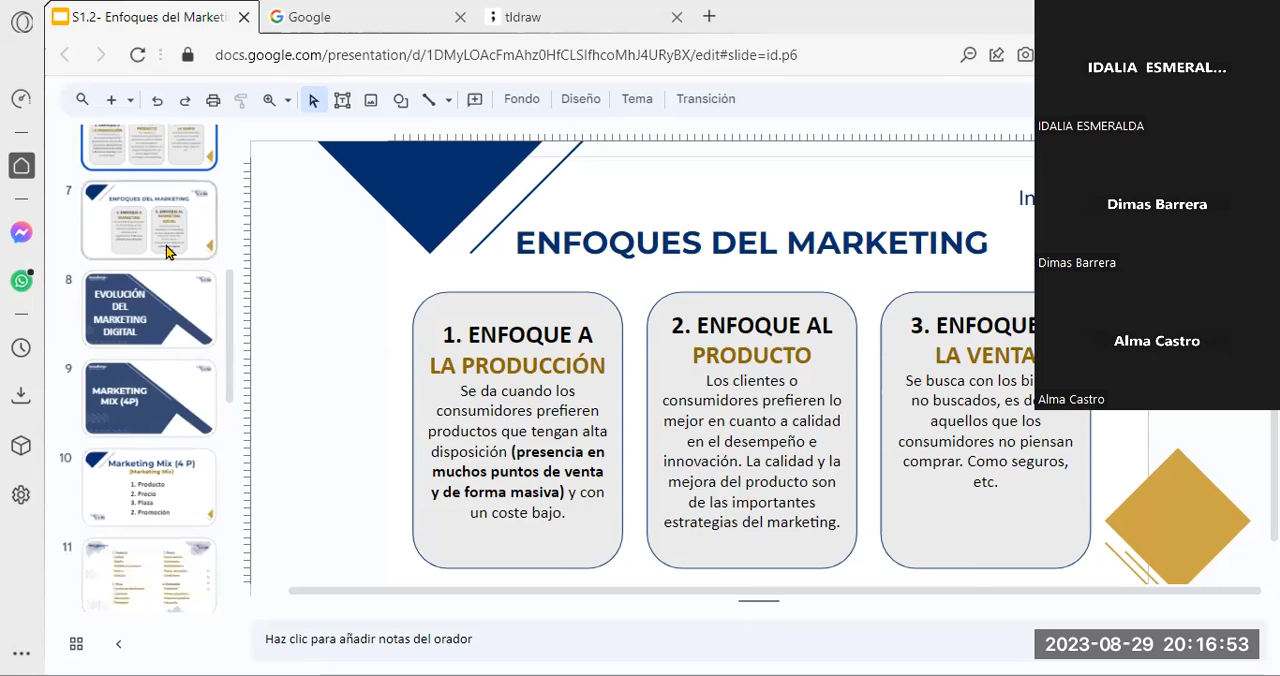 S1.2- Enfoques del Marketi
Google
tldraw
docs.google.com/presentation/d/1DMyLOAcFmAhz0HfCLSIfhcoMhJ4URyBX/edit#slide=id.p6
Fondo
Diseño
Tema
Transición
IDALIA ESMERAL...
IDALIA ESMERALDA
Dimas Barrera
Dimas Barrera
Alma Castro
Alma Castro
7
ENFOQUES DEL MARKETING
8
EVOLUCIÓN
DEL
MARKETING
DIGITAL
9
MARKETING
MIX (4P)
10
Marketing Mix (4 P)
(Marketing Mix)
1. Producto
2. Precio
3. Plaza
2. Promoción
11
In
ENFOQUES DEL MARKETING
1. ENFOQUE A
LA PRODUCCIÓN
Se da cuando los
consumidores prefieren
productos que tengan alta
disposición (presencia en
muchos puntos de venta
y de forma masiva) y con
un coste bajo.
2. ENFOQUE AL
PRODUCTO
Los clientes o
consumidores prefieren lo
mejor en cuanto a calidad
en el desempeño e
innovación. La calidad y la
mejora del producto son
de las importantes
estrategias del marketing.
3. ENFOQUE
LA VENTA
Se busca con los bi
no buscados, es de
aquellos que los
consumidores no piensan
comprar. Como seguros,
etc.
Haz clic para añadir notas del orador
2023-08-29 20:16:53